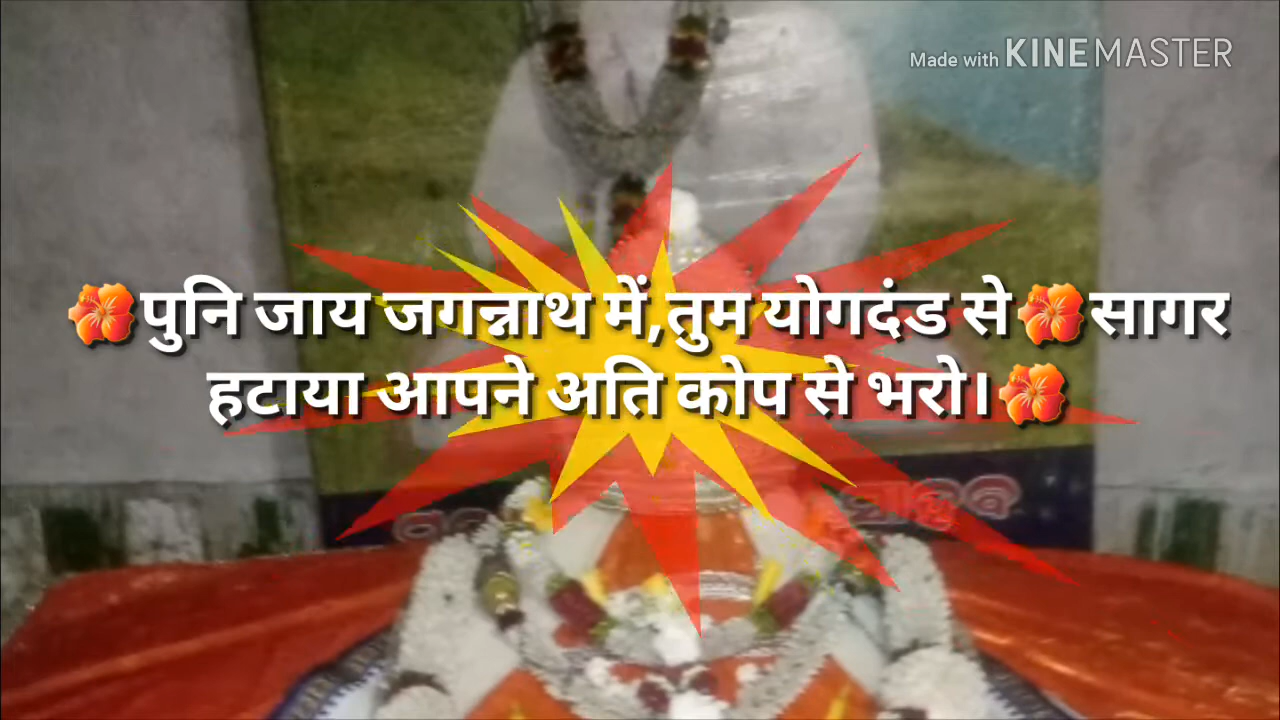 Made with KINEMASTER
🌺पुनि जाय जगन्नाथ में,तुम योगदंड से🌺सागर
हटाया आपने अति कोप से भरो।🌺